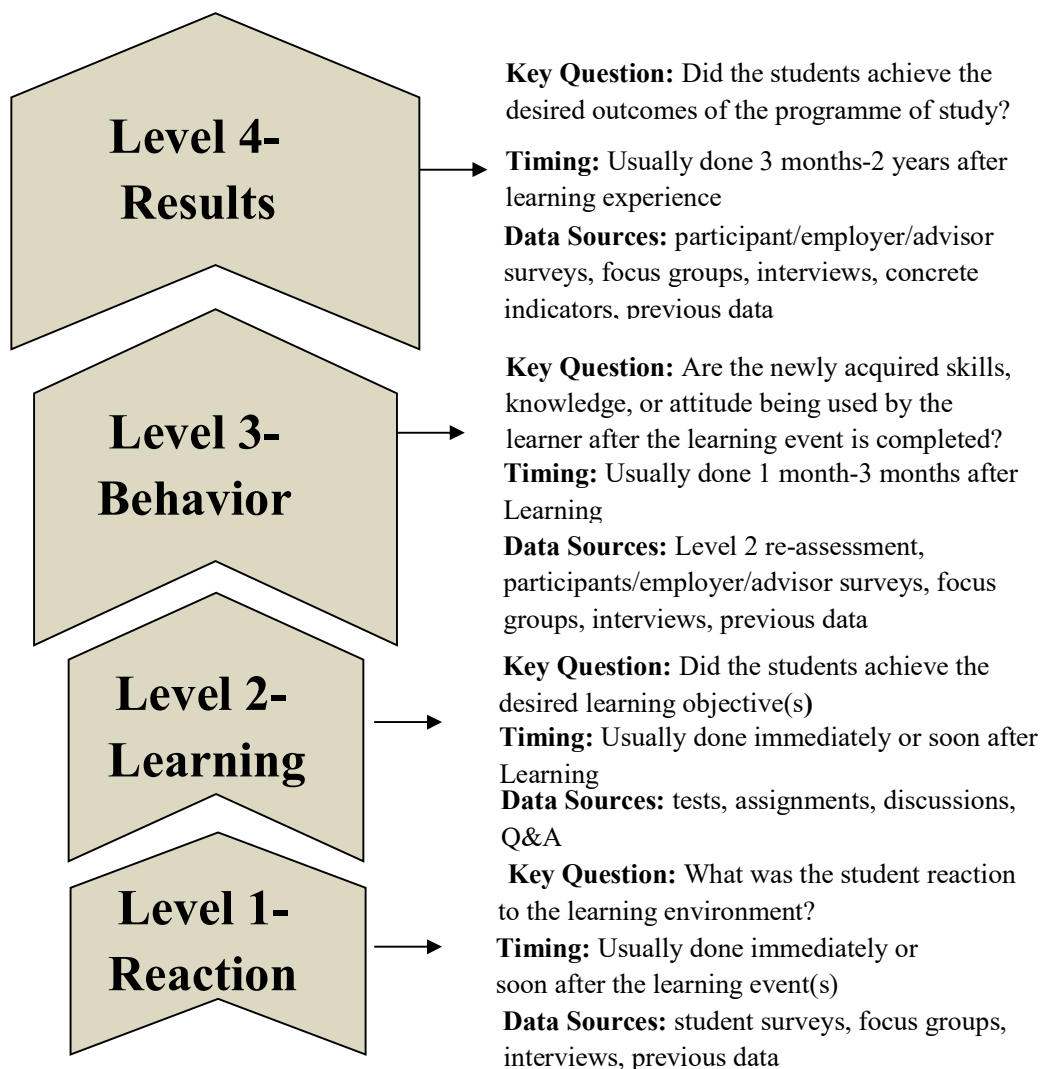 Level 4-
Results
Key Question: Did the students achieve the
desired outcomes of the programme of study?
Timing: Usually done 3 months-2 years after
learning experience
Data Sources: participant/employer/advisor
surveys, focus groups, interviews, concrete
indicators, previous data
Level 3-
Behavior
Key Question: Are the newly acquired skills,
knowledge, or attitude being used by the
learner after the learning event is completed?
Timing: Usually done 1 month-3 months after
Learning
Data Sources: Level 2 re-assessment,
participants/employer/advisor surveys, focus
groups, interviews, previous data
Level 2-
Learning
Key Question: Did the students achieve the
desired learning objective(s)
Timing: Usually done immediately or soon after
Learning
Data Sources: tests, assignments, discussions,
Q&A
Level 1-
Reaction
Key Question: What was the student reaction
to the learning environment?
Timing: Usually done immediately or
soon after the learning event(s)
Data Sources: student surveys, focus groups,
interviews, previous data